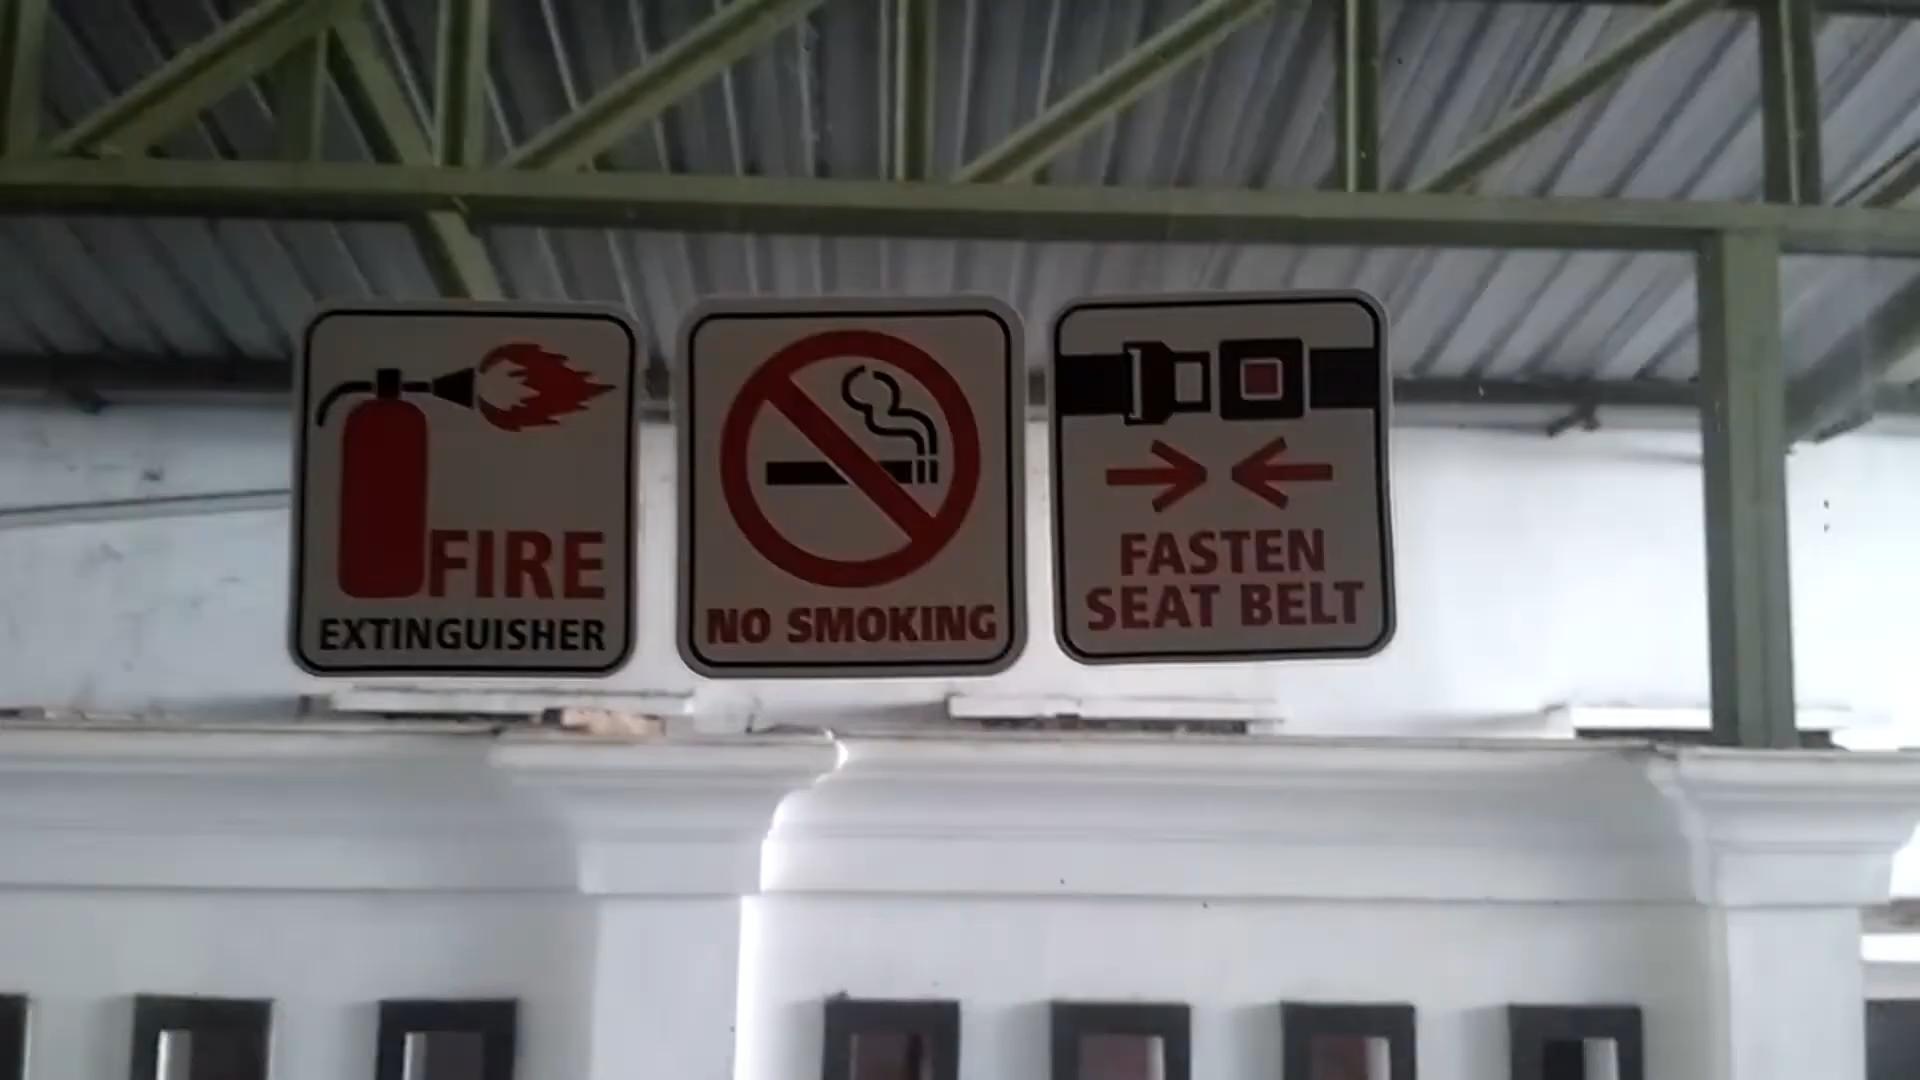 FIRE
EXTINGUISHER
NO SMOKING
FASTEN
SEAT BELT